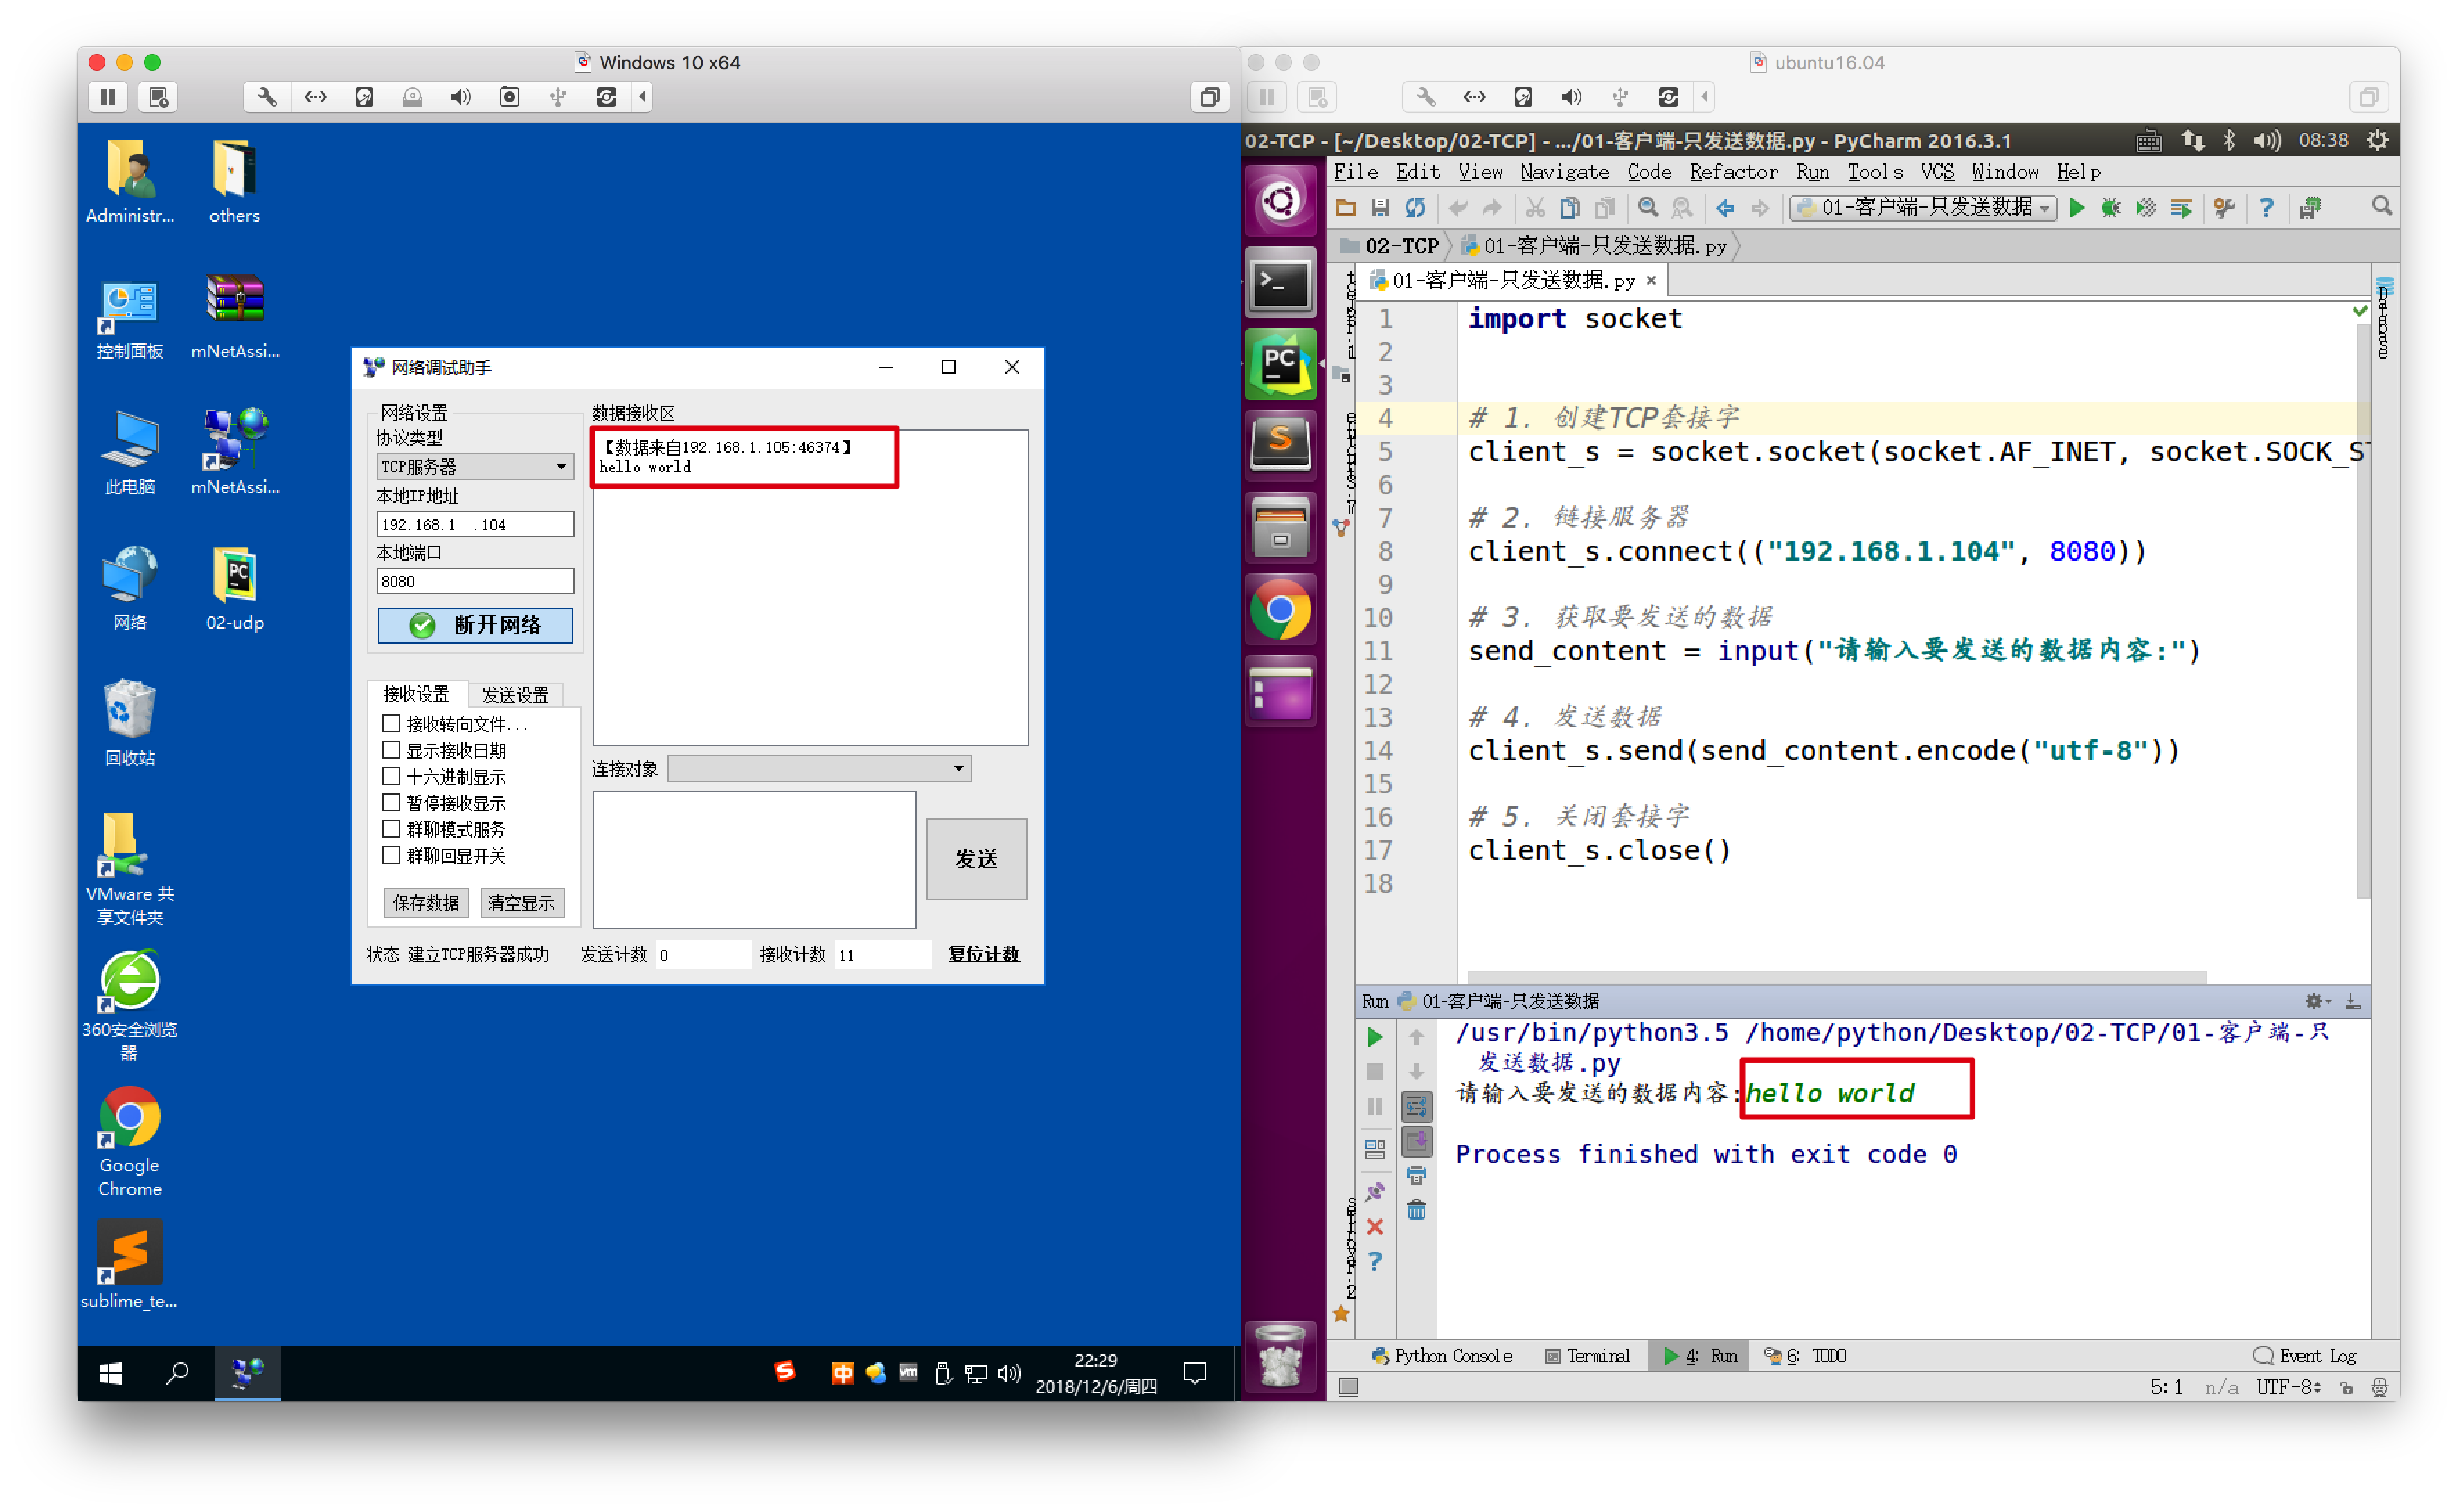 Windows 10 x64
Administr...
others
控制面板
mNetAssi...
此电脑
mNetAssi...
网络
02-udp
回收站
VMware 共
享文件夹
360安全浏览
器
Google
Chrome
sublime_te...
网络调试助手
网络设置
协议类型
TCP服务器
本地IP地址
192.168.1 .104
本地端口
8080
断开网络
接收设置
发送设置
接收转向文件...
显示接收日期
十六进制显示
暂停接收显示
群聊模式服务
群聊回显开关
保存数据
清空显示
数据接收区
【数据来自192.168.1.105:46374】
hello world
连接对象
发送
状态 建立TCP服务器成功
发送计数 0
接收计数 11
复位计数
中
vm
22:29
2018/12/6/周四
ubuntu16.04
02-TCP - [~/Desktop/02-TCP] - .../01-客户端-只发送数据.py - PyCharm 2016.3.1
08:38
File Edit View Navigate Code Refactor Run Tools VCS Window Help
01-客户端-只发送数据
02-TCP
01-客户端-只发送数据.py
01-客户端-只发送数据.py
Database
PC
1 import socket
2
3
4 # 1. 创建TCP套接字
5 client_s = socket.socket(socket.AF_INET, socket.SOCK_ST
6
7 # 2. 链接服务器
8 client_s.connect(("192.168.1.104", 8080))
9
10 # 3. 获取要发送的数据
11 send_content = input("请输入要发送的数据内容:")
12
13 # 4. 发送数据
14 client_s.send(send_content.encode("utf-8"))
15
16 # 5. 关闭套接字
17 client_s.close()
18
Run 01-客户端-只发送数据
/usr/bin/python3.5 /home/python/Desktop/02-TCP/01-客户端-只
发送数据.py
请输入要发送的数据内容:hello world
Process finished with exit code 0
Python Console
Terminal
4: Run
6: TODO
Event Log
5:1
n/a
UTF-8